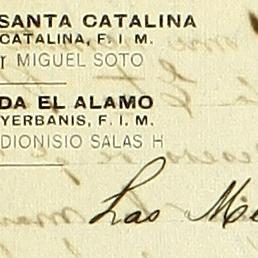 SANTA CATALINA
CATALINA, F. I M.
MIGUEL SOTO
DA EL ALAMO
YERBANIS, F. I. M.
DIONISIO SALAS H
Las